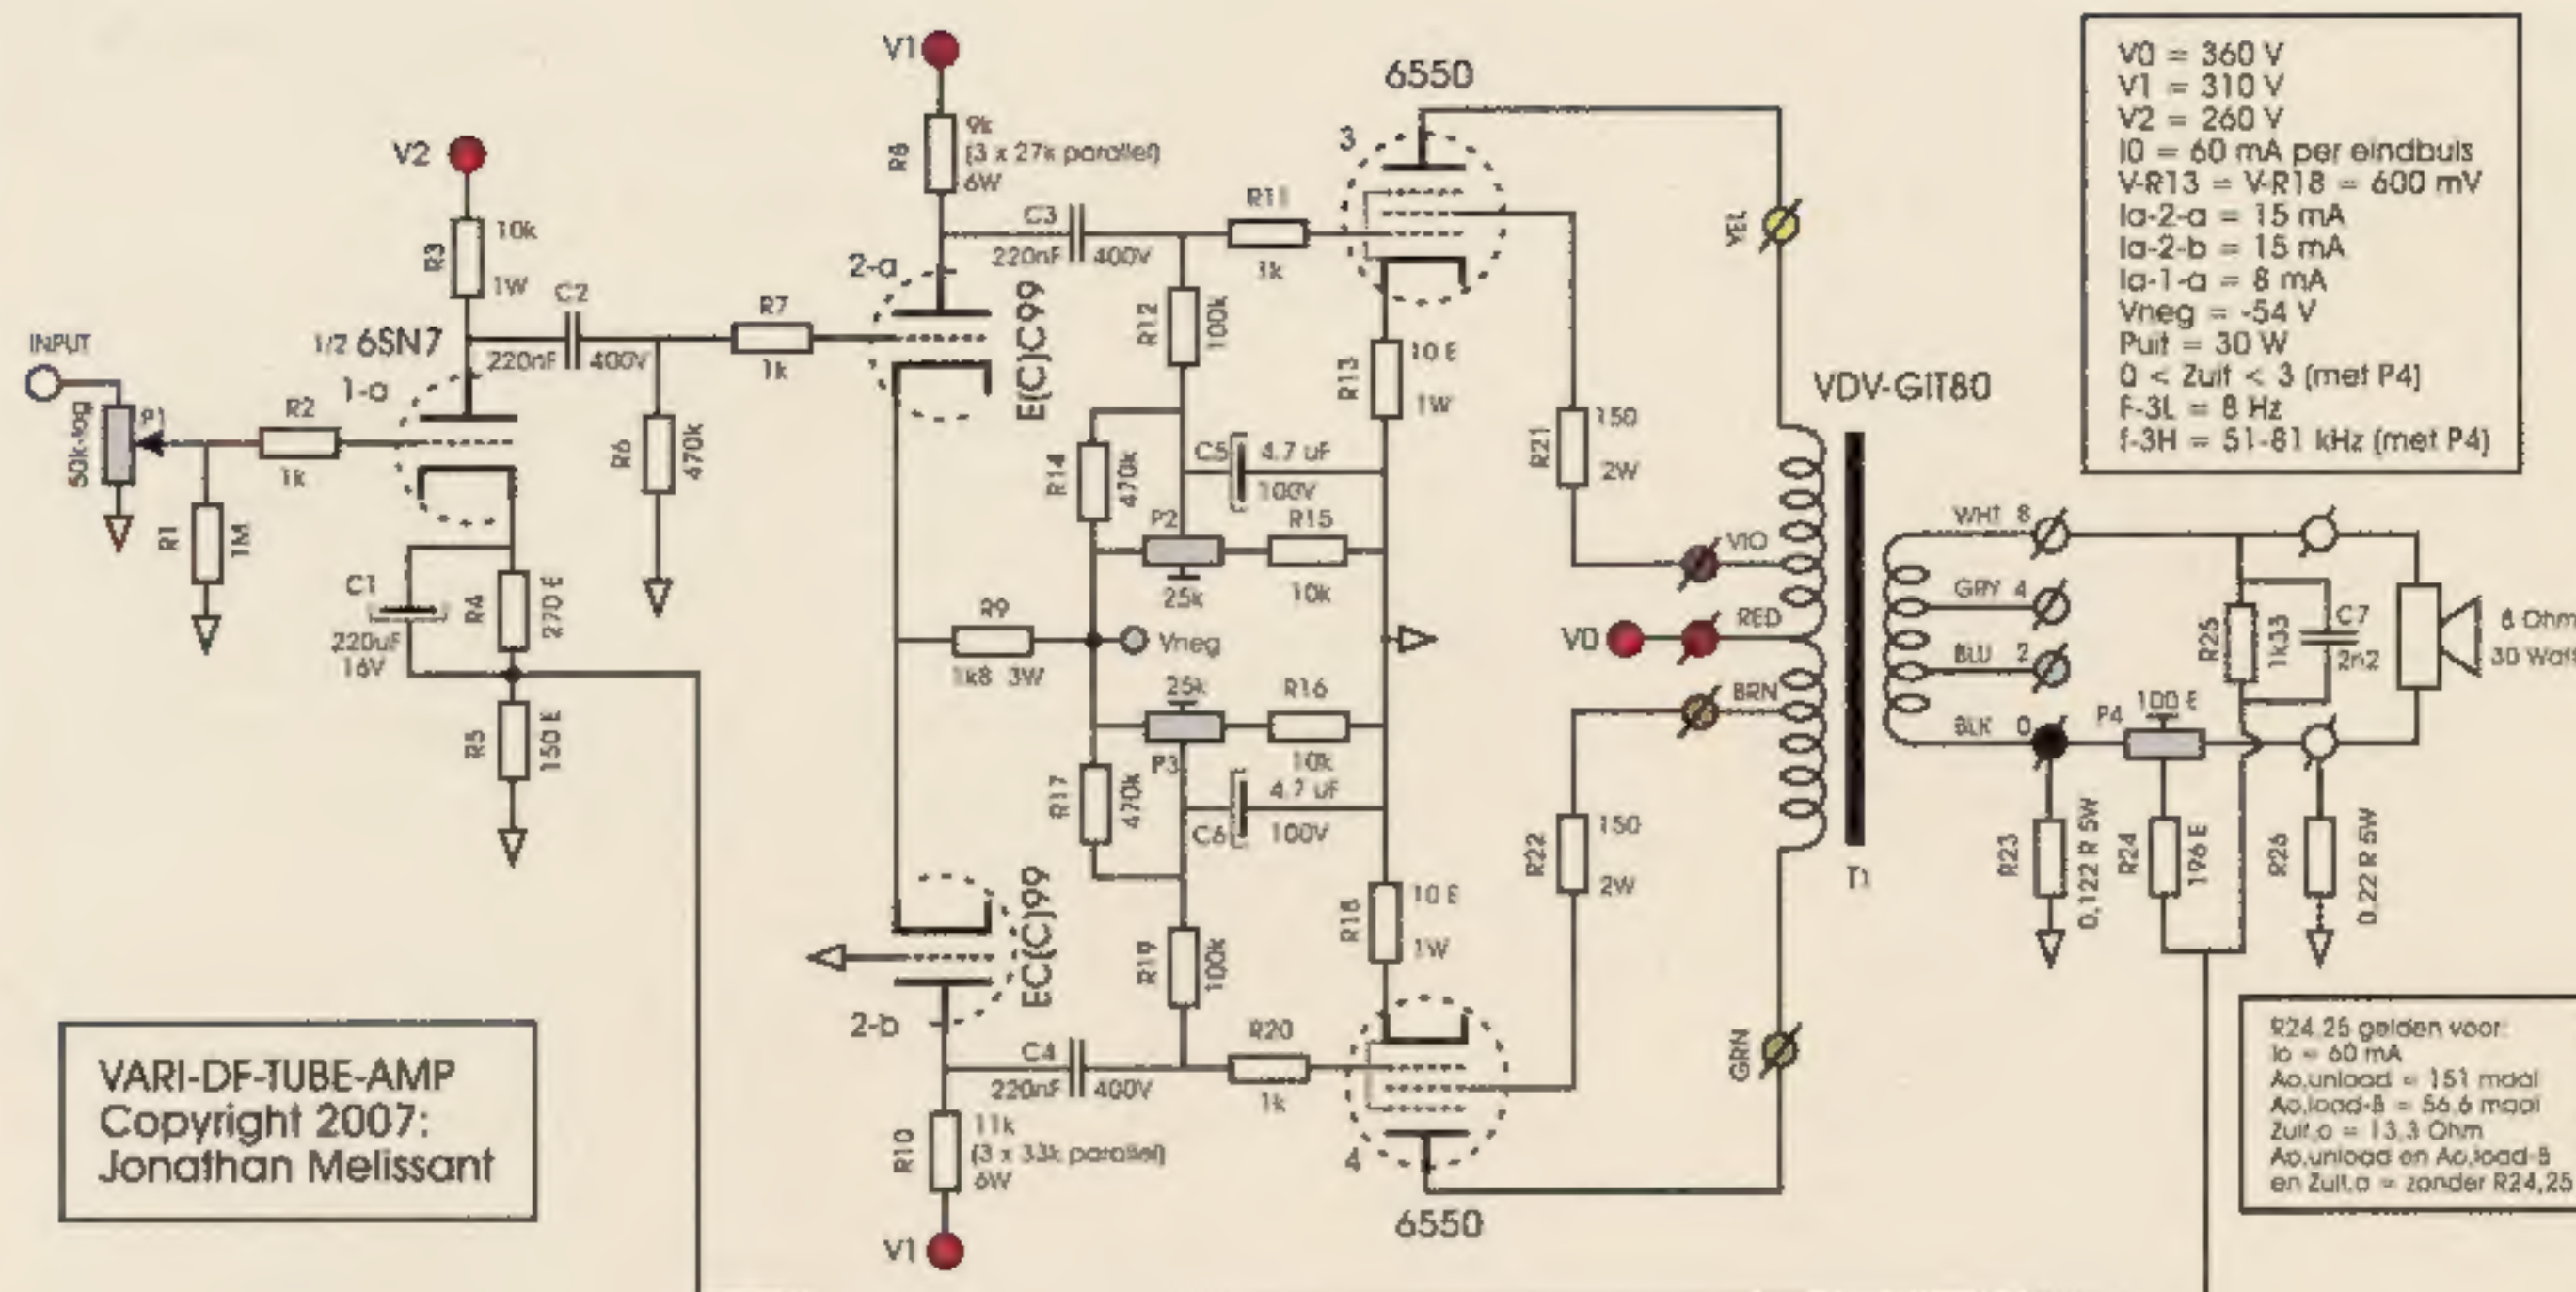 V1
V2
R3
10k
1W
R8
9k
(3 x 27k parallel)
6W
C3
220nF
400V
2-a
E(C)C99
INPUT
50k-log
P1
R1
1M
R2
1k
1/2 6SN7
1-a
C2
220nF
400V
R6
470k
R7
1k
C1
220uF
16V
R4
270 E
R5
150 E
R11
1k
R12
100k
6550
3
R13
10 E
1W
R14
470k
C5
4.7 uF
100V
P2
25k
R15
10k
R9
1k8 3W
Vneg
25k
P3
R16
10k
R17
470k
C6
4.7 uF
100V
R18
10 E
1W
R19
100k
EC(C)99
2-b
C4
220nF
400V
R20
1k
R10
11k
(3 x 33k parallel)
6W
V1
4
6550
R21
150
2W
R22
150
2W
YEL
VIO
V0
RED
BRN
GRN
VDV-GIT80
T1
WHT 8
GRY 4
BLU 2
BLK 0
P4
100 E
R23
0,122 R 5W
R24
196 E
R25
1k33
C7
2n2
R26
0,22 R 5W
8 Ohm
30 Watt
V0 = 360 V
V1 = 310 V
V2 = 260 V
I0 = 60 mA per eindbuis
V-R13 = V-R18 = 600 mV
Ia-2-a = 15 mA
Ia-2-b = 15 mA
Ia-1-a = 8 mA
Vneg = -54 V
Puit = 30 W
0 < Zuit < 3 (met P4)
F-3L = 8 Hz
f-3H = 51-81 kHz (met P4)
R24,25 gelden voor:
Io = 60 mA
Ao,unload = 151 maal
Ao,load-8 = 56,6 maal
Zuit,o = 13,3 Ohm
Ao,unload en Ao,load-8
en Zuit,o = zonder R24,25
VARI-DF-TUBE-AMP
Copyright 2007:
Jonathan Melissant